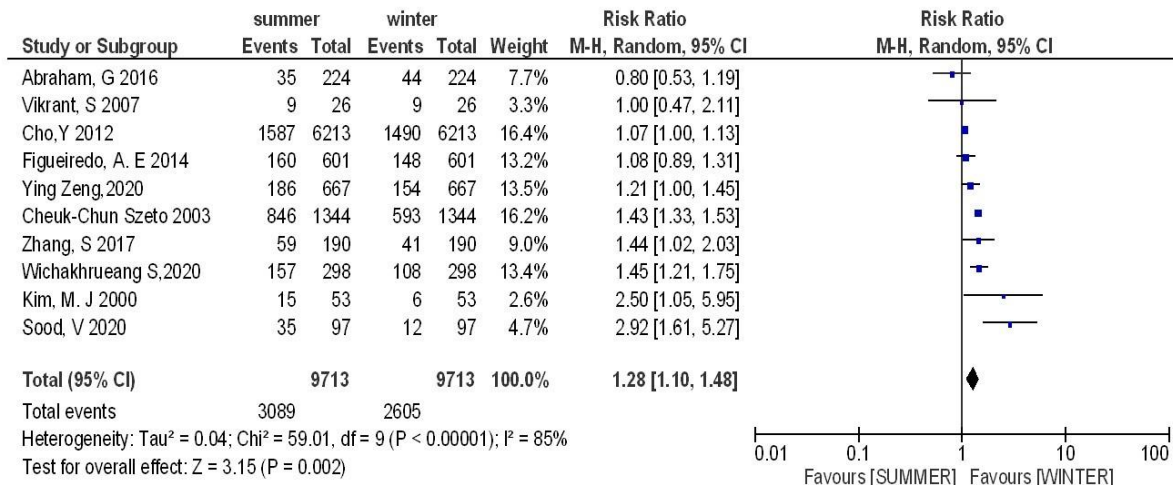 summer winter Risk Ratio Risk Ratio
Study or Subgroup Events Total Events Total Weight M-H, Random, 95% CI M-H, Random, 95% CI
Abraham, G 2016 35 224 44 224 7.7% 0.80 [0.53, 1.19]
Vikrant, S 2007 9 26 9 26 3.3% 1.00 [0.47, 2.11]
Cho,Y 2012 1587 6213 1490 6213 16.4% 1.07 [1.00, 1.13]
Figueiredo, A. E 2014 160 601 148 601 13.2% 1.08 [0.89, 1.31]
Ying Zeng,2020 186 667 154 667 13.5% 1.21 [1.00, 1.45]
Cheuk-Chun Szeto 2003 846 1344 593 1344 16.2% 1.43 [1.33, 1.53]
Zhang, S 2017 59 190 41 190 9.0% 1.44 [1.02, 2.03]
Wichakhrueang S,2020 157 298 108 298 13.4% 1.45 [1.21, 1.75]
Kim, M. J 2000 15 53 6 53 2.6% 2.50 [1.05, 5.95]
Sood, V 2020 35 97 12 97 4.7% 2.92 [1.61, 5.27]
Total (95% CI) 9713 9713 100.0% 1.28 [1.10, 1.48]
Total events 3089 2605
Heterogeneity: Tau² = 0.04; Chi² = 59.01, df = 9 (P < 0.00001); I² = 85%
Test for overall effect: Z = 3.15 (P = 0.002)
0.01 0.1 1 10 100
Favours [SUMMER] Favours [WINTER]